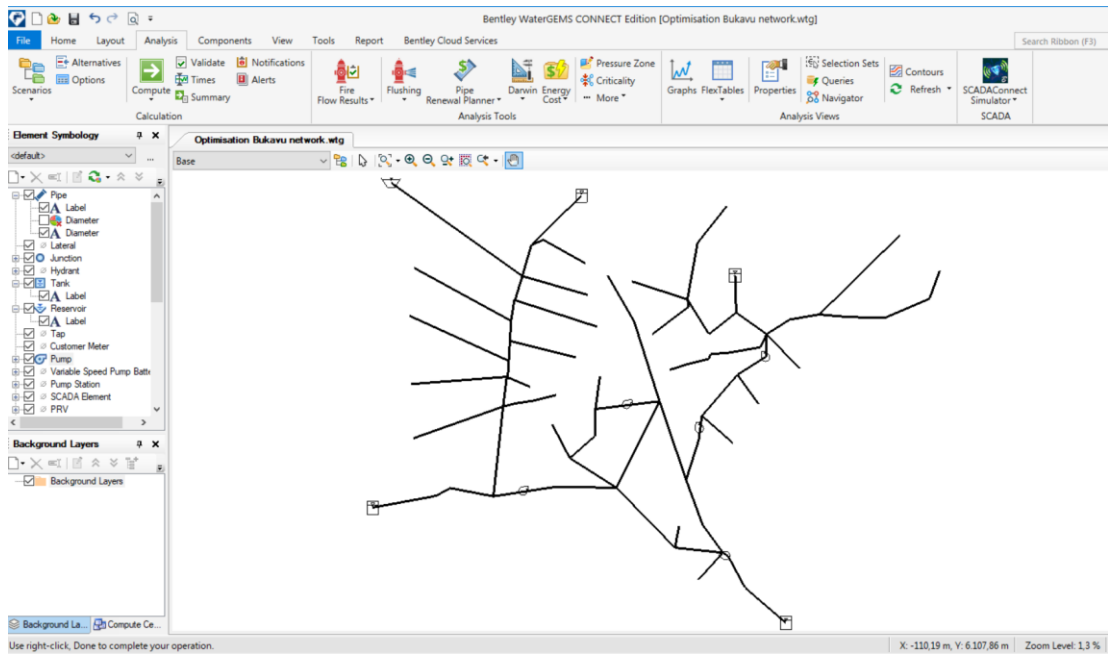 Bentley WaterGEMS CONNECT Edition [Optimisation Bukavu network.wtg]
File Home Layout Analysis Components View Tools Report Bentley Cloud Services Search Ribbon (F3)
Scenarios
Alternatives
Options
Compute
Validate
Times
Summary
Notifications
Alerts
Calculation
Fire
Flow Results
Flushing
Pipe
Renewal Planner
Darwin
Energy
Cost
Pressure Zone
Criticality
More
Analysis Tools
Graphs
FlexTables
Properties
Selection Sets
Queries
Navigator
Contours
Refresh
Analysis Views
SCADAConnect
Simulator
SCADA
Element Symbology
<default>
...
Pipe
Label
Diameter
Diameter
Lateral
Junction
Hydrant
Tank
Label
Reservoir
Label
Tap
Customer Meter
Pump
Variable Speed Pump Batte
Pump Station
SCADA Element
PRV
Background Layers
Background Layers
Background La...
Compute Ce...
Optimisation Bukavu network.wtg
Base
Use right-click, Done to complete your operation.
X: -110,19 m, Y: 6.107,86 m
Zoom Level: 1,3 %